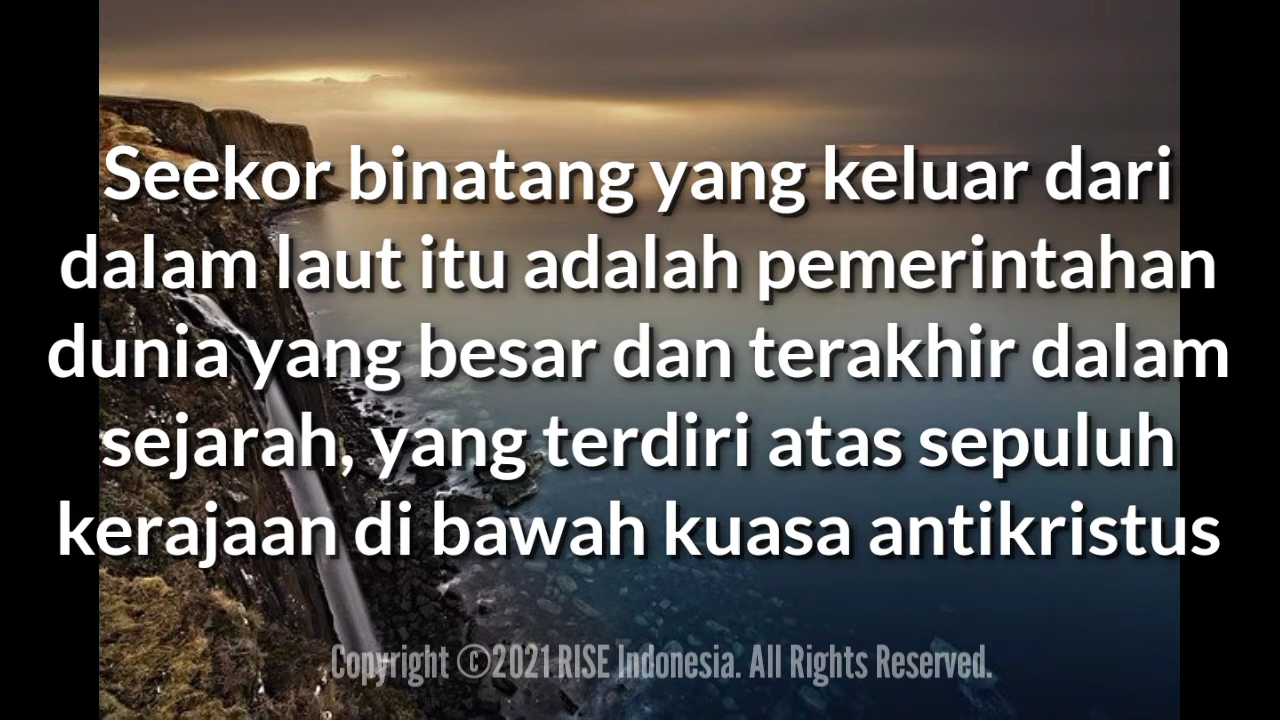 Seekor binatang yang keluar dari
dalam laut itu adalah pemerintahan
dunia yang besar dan terakhir dalam
sejarah, yang terdiri atas sepuluh
kerajaan di bawah kuasa antikristus
Copyright ©2021 RISE Indonesia. All Rights Reserved.